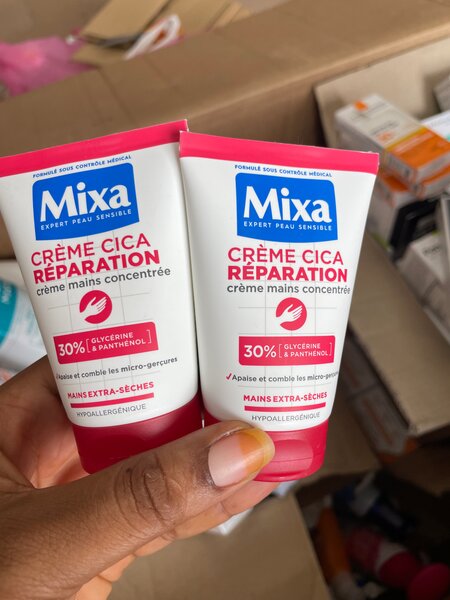 FORMULÉ SOUS CONTRÔLE MÉDICAL
Mixa
EXPERT PEAU SENSIBLE
CRÈME CICA
RÉPARATION
crème mains concentrée
30% [GLYCÉRINE
& PANTHÉNOL]
Apaise et comble les micro-gerçures
MAINS EXTRA-SÈCHES
HYPOALLERGÉNIQUE
FORMULÉ SOUS CONTRÔLE MÉDICAL
Mixa
EXPERT PEAU SENSIBLE
CRÈME CICA
RÉPARATION
crème mains concentrée
30% [GLYCÉRINE
& PANTHÉNOL]
✓Apaise et comble les micro-gerçures
MAINS EXTRA-SÈCHES
HYPOALLERGÉNIQUE